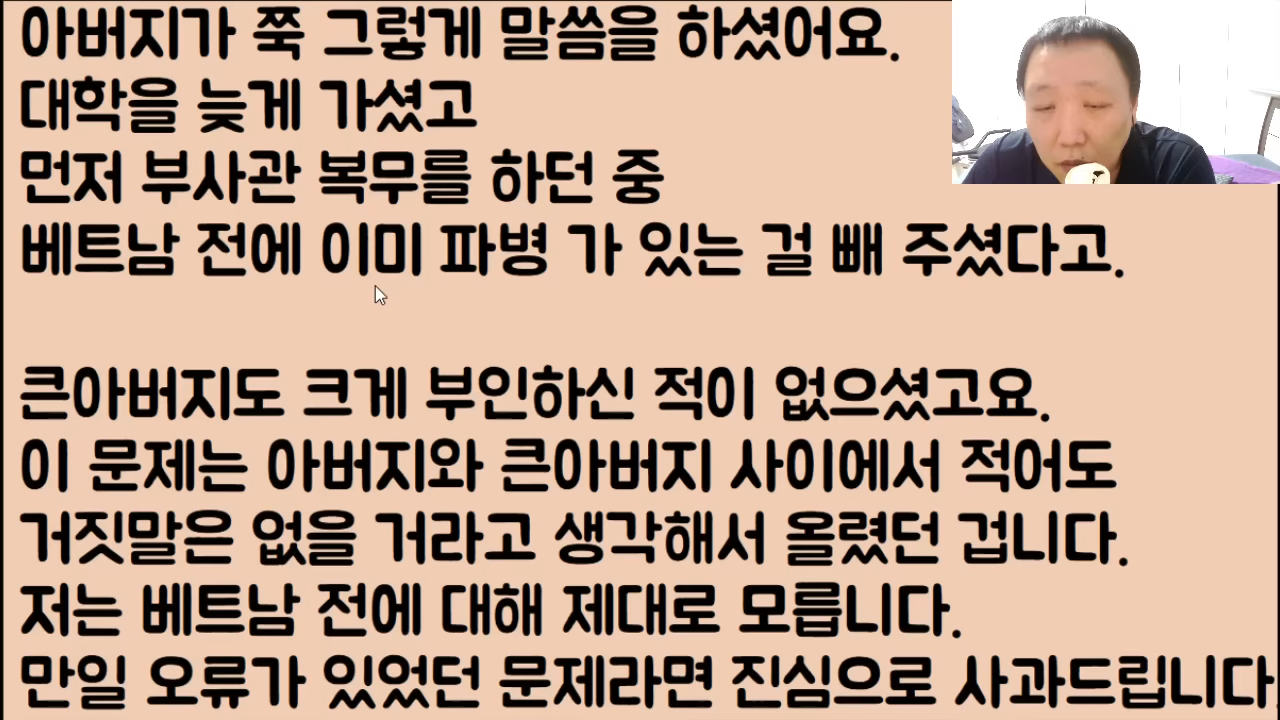 아버지가 쭉 그렇게 말씀을 하셨어요.
대학을 늦게 가셨고
먼저 부사관 복무를 하던 중
베트남 전에 이미 파병 가 있는 걸 빼 주셨다고.
큰아버지도 크게 부인하신 적이 없으셨고요.
이 문제는 아버지와 큰아버지 사이에서 적어도
거짓말은 없을 거라고 생각해서 올렸던 겁니다.
저는 베트남 전에 대해 제대로 모릅니다.
만일 오류가 있었던 문제라면 진심으로 사과드립니다